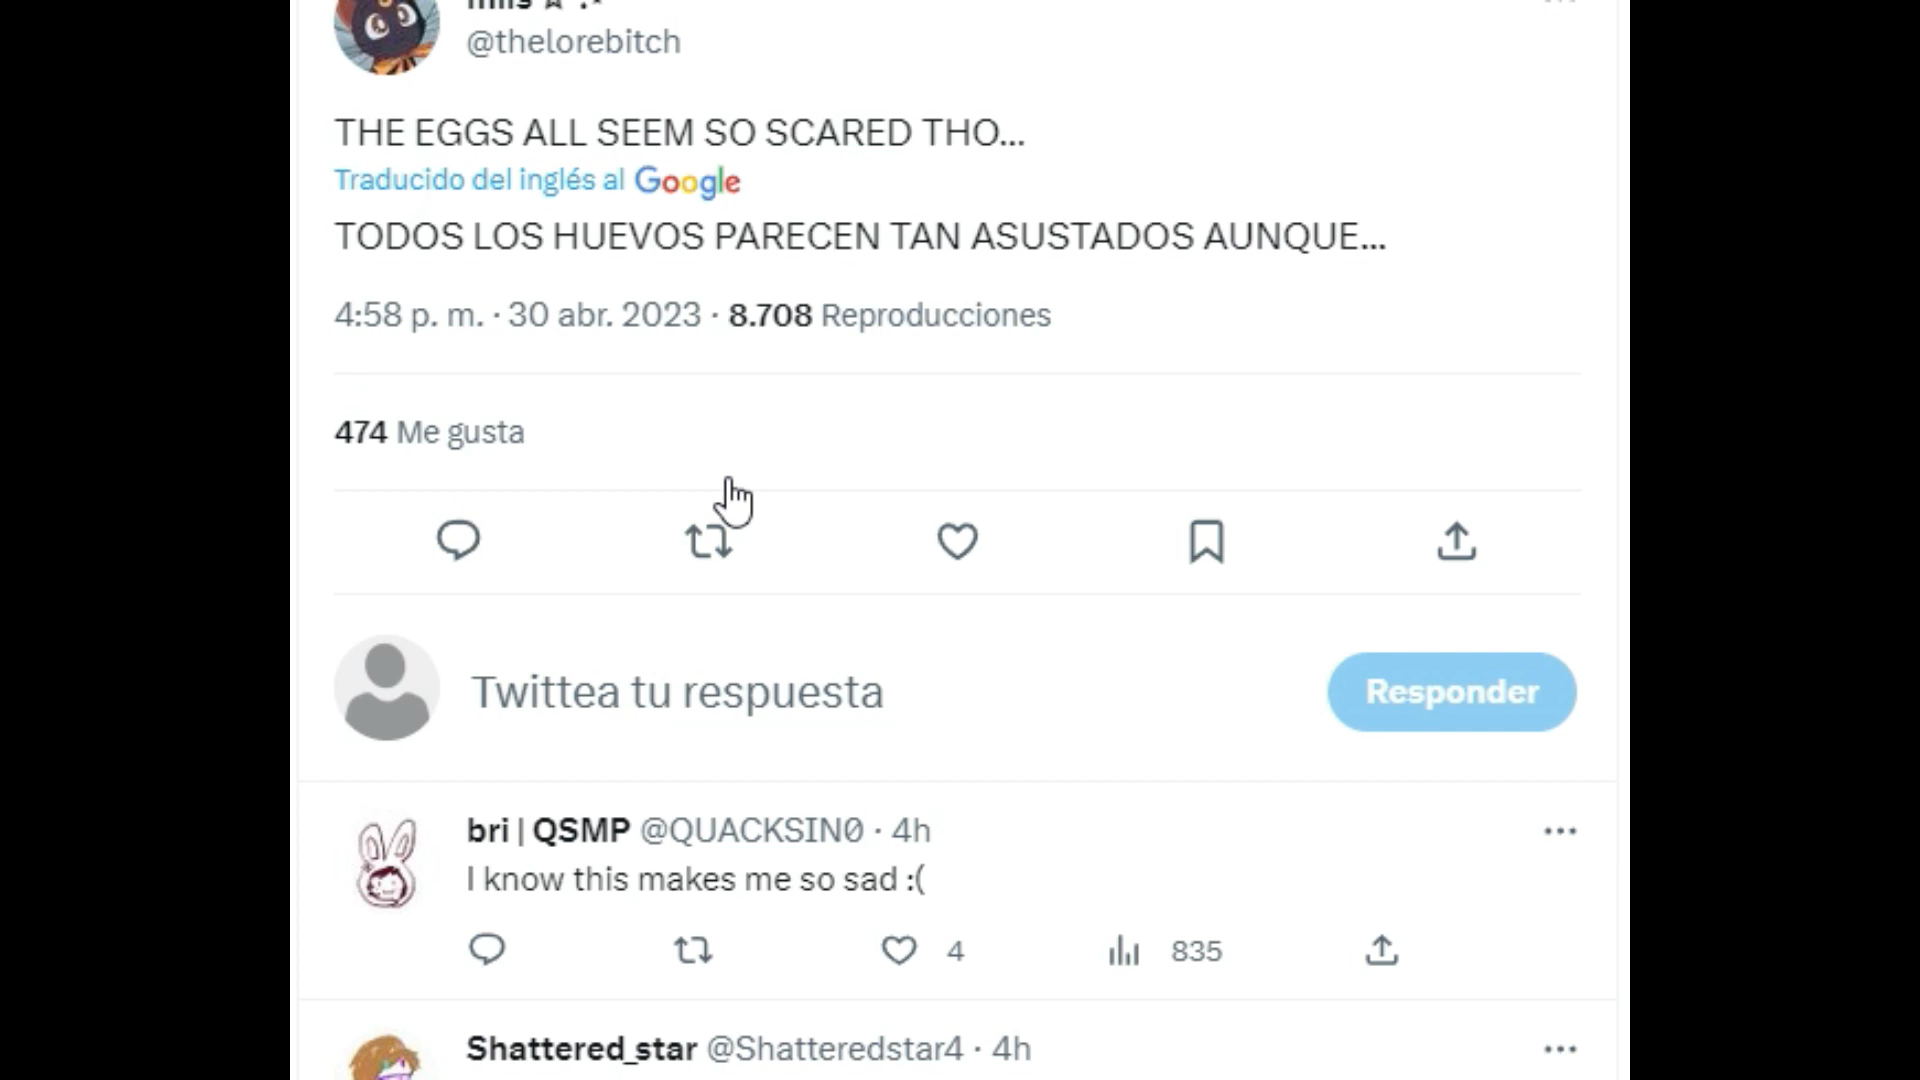 @thelorebitch
THE EGGS ALL SEEM SO SCARED THO...
Traducido del inglés al Google
TODOS LOS HUEVOS PARECEN TAN ASUSTADOS AUNQUE...
4:58 p. m. · 30 abr. 2023 · 8.708 Reproducciones
474 Me gusta
Twittea tu respuesta
Responder
bri | QSMP @QUACKSIN0 · 4h
I know this makes me so sad :(
4 835
Shattered_star @Shatteredstar4 · 4h